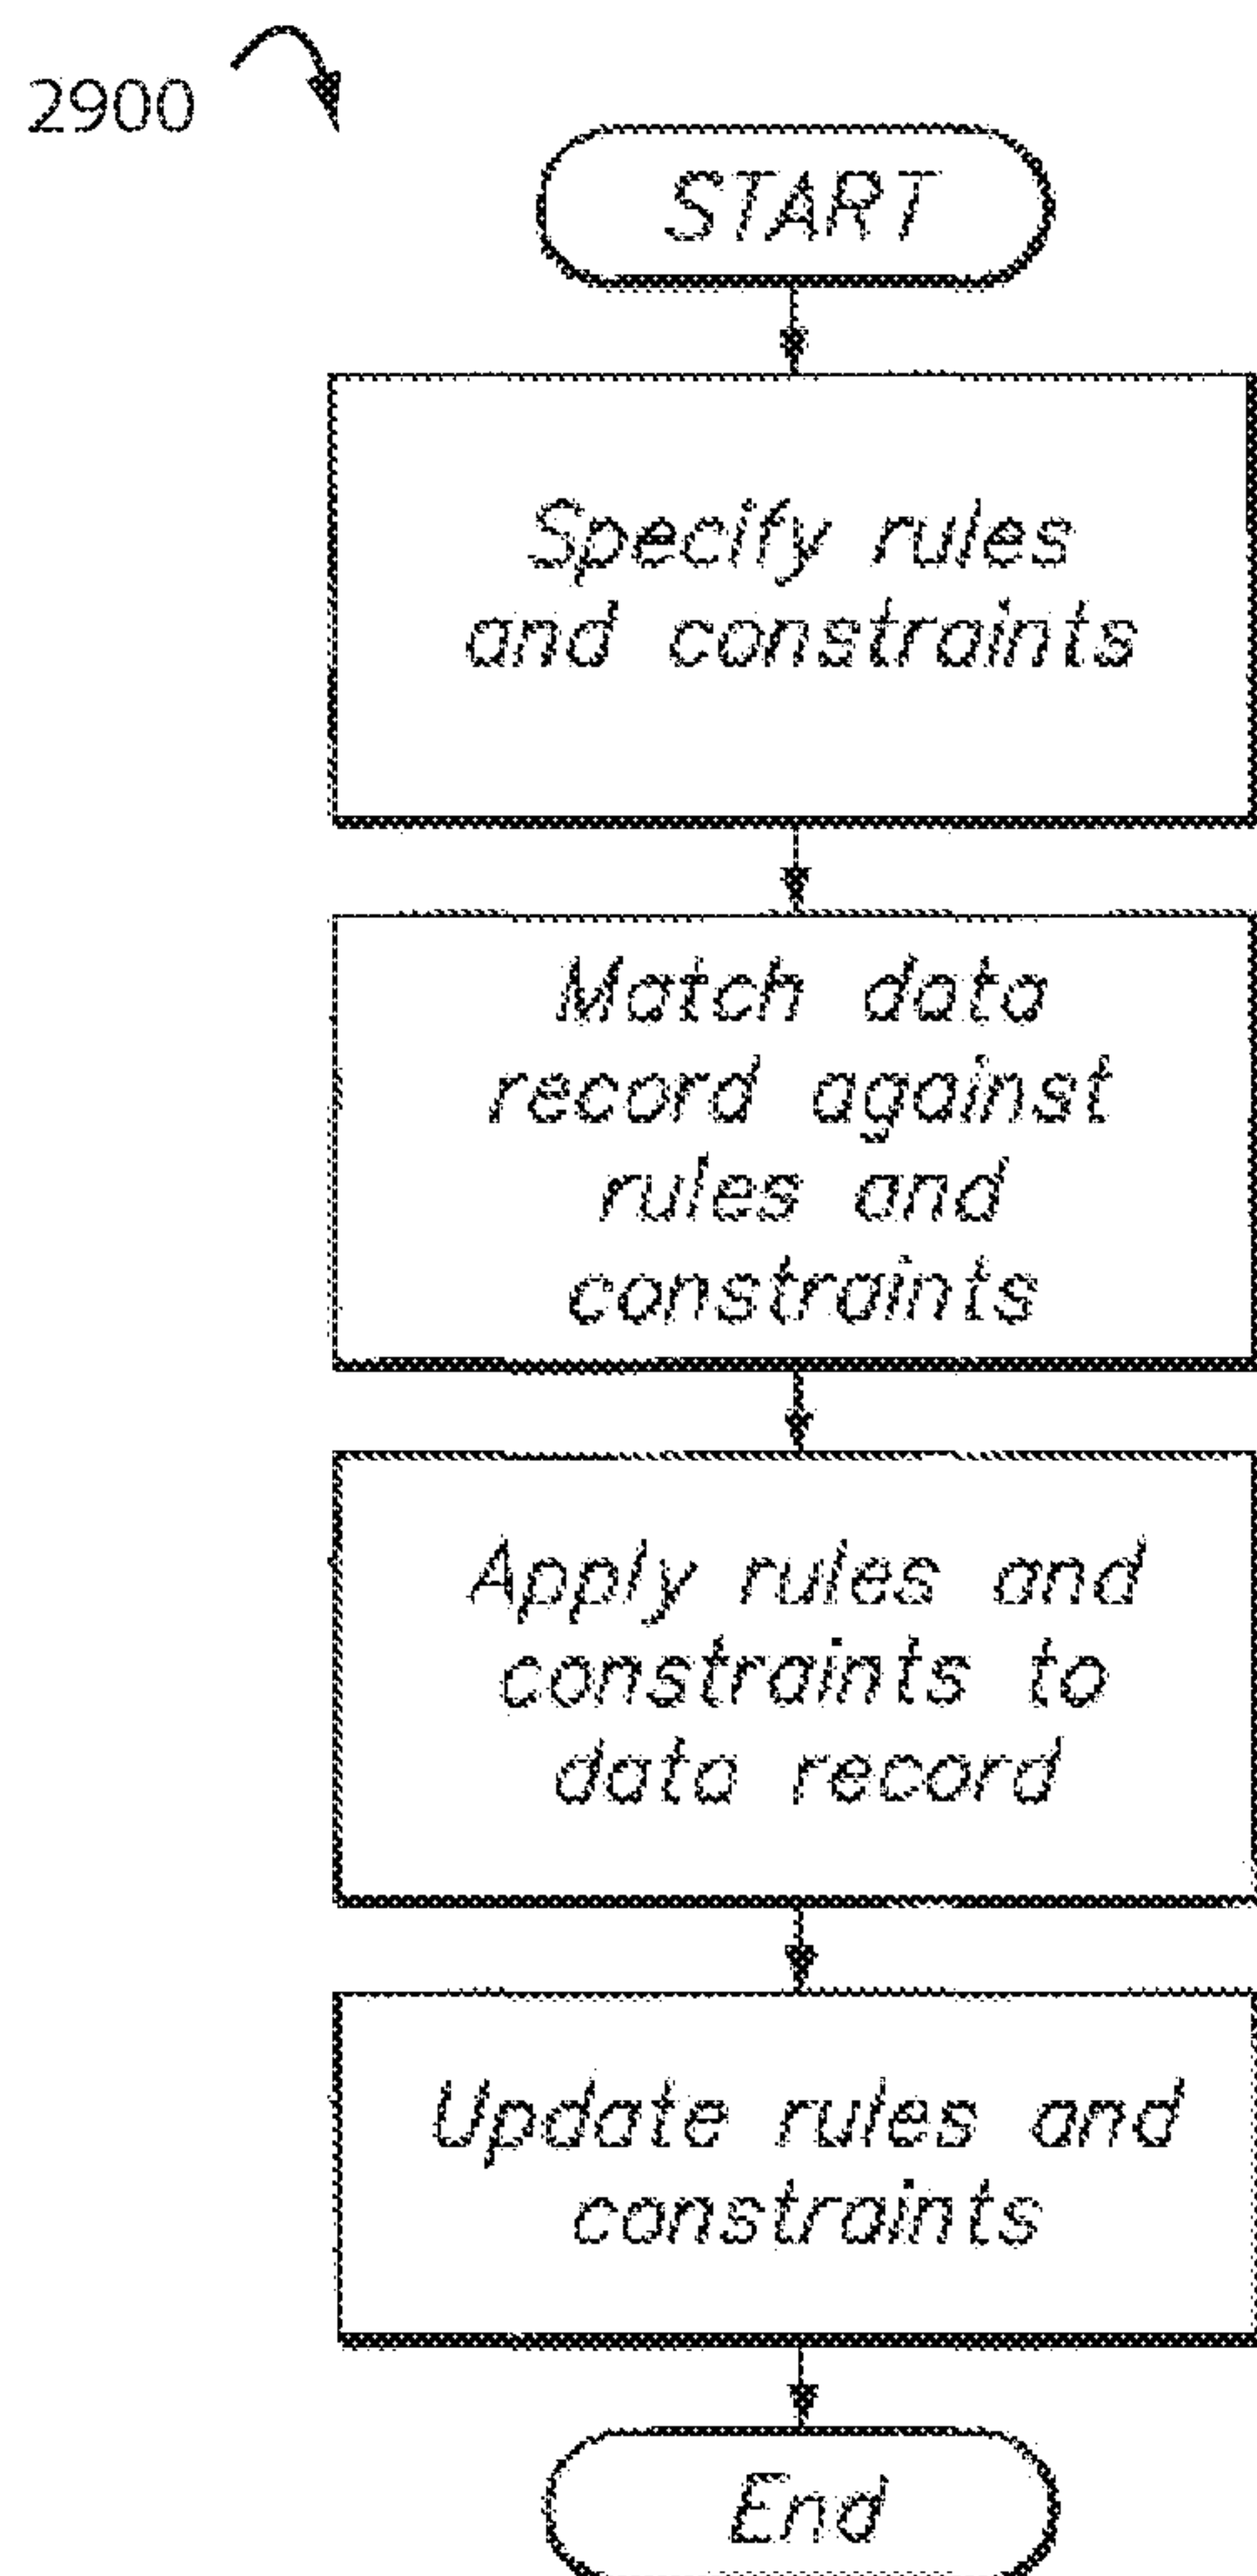 2900
START
Specify rules
and constraints
Match data
record against
rules and
constraints
Apply rules and
constraints to
data record
Update rules and
constraints
End